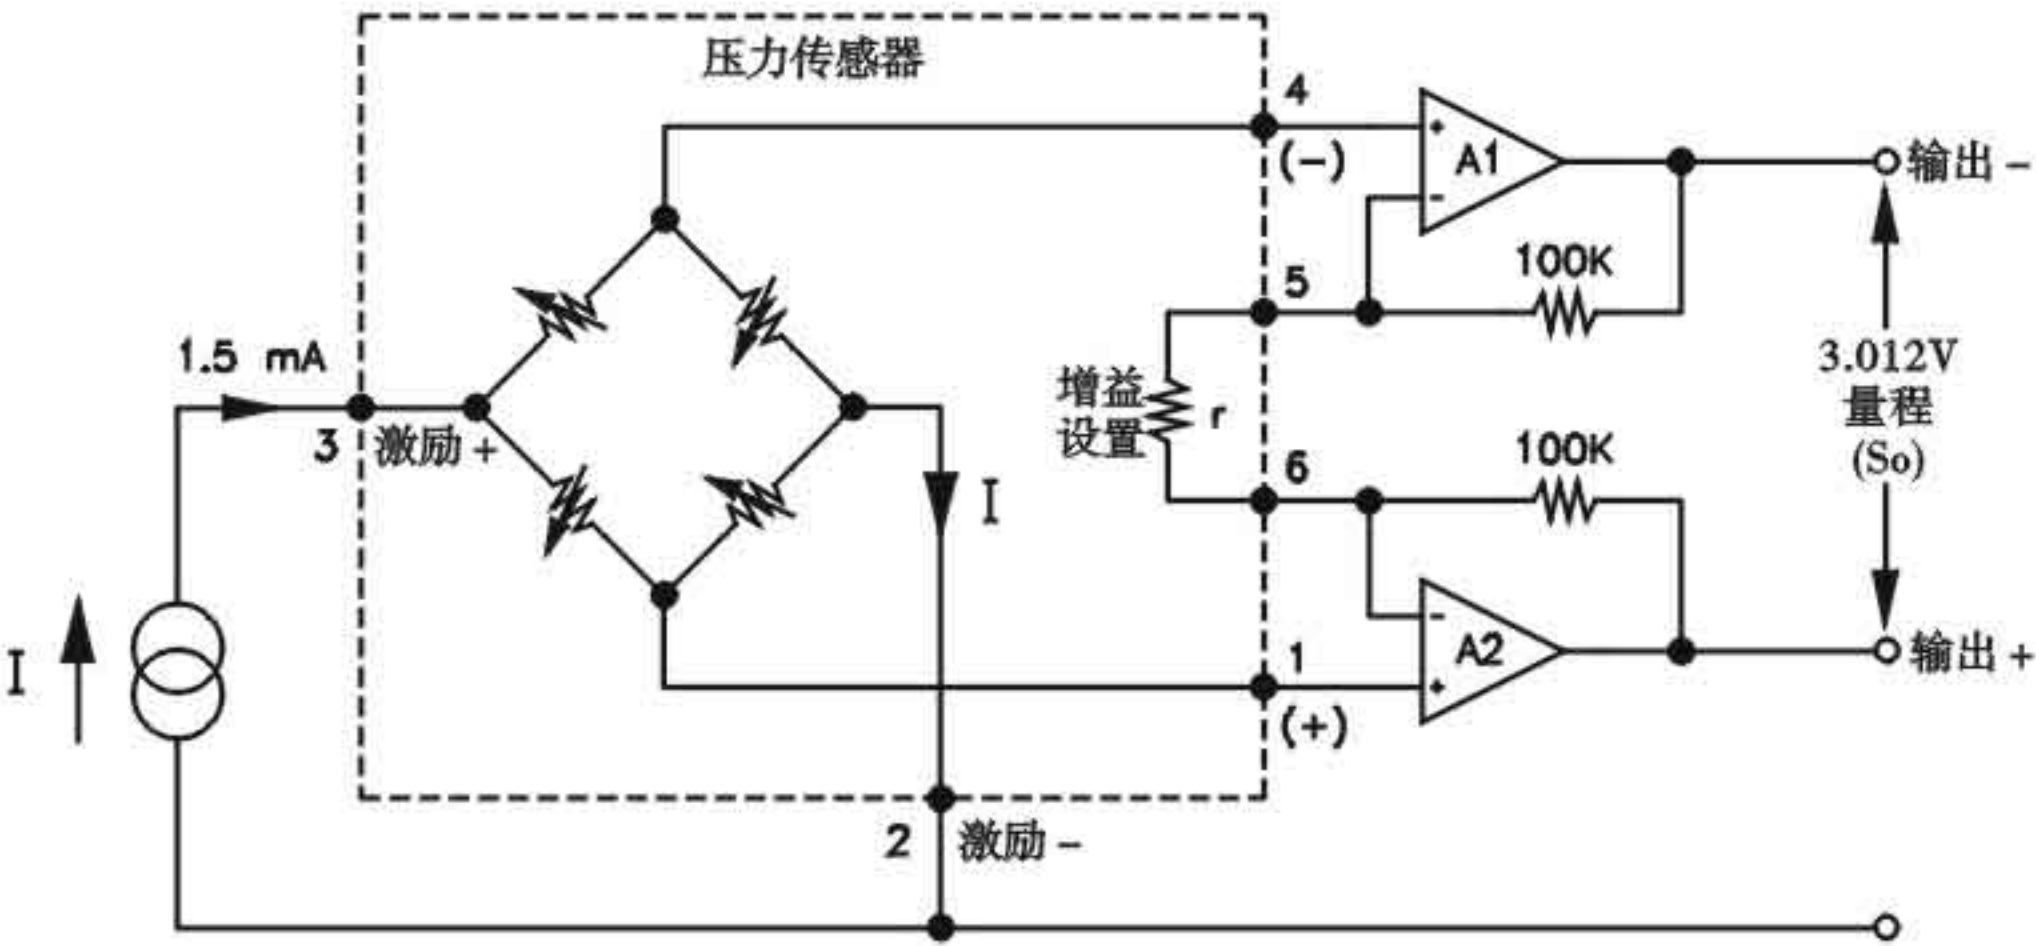 压力传感器
4
(-)
A1
+
-
输出 -
5
100K
1.5 mA
3
激励 +
增益
设置
r
3.012V
量程
(So)
6
100K
I
I
1
(+)
A2
-
+
输出 +
2
激励 -